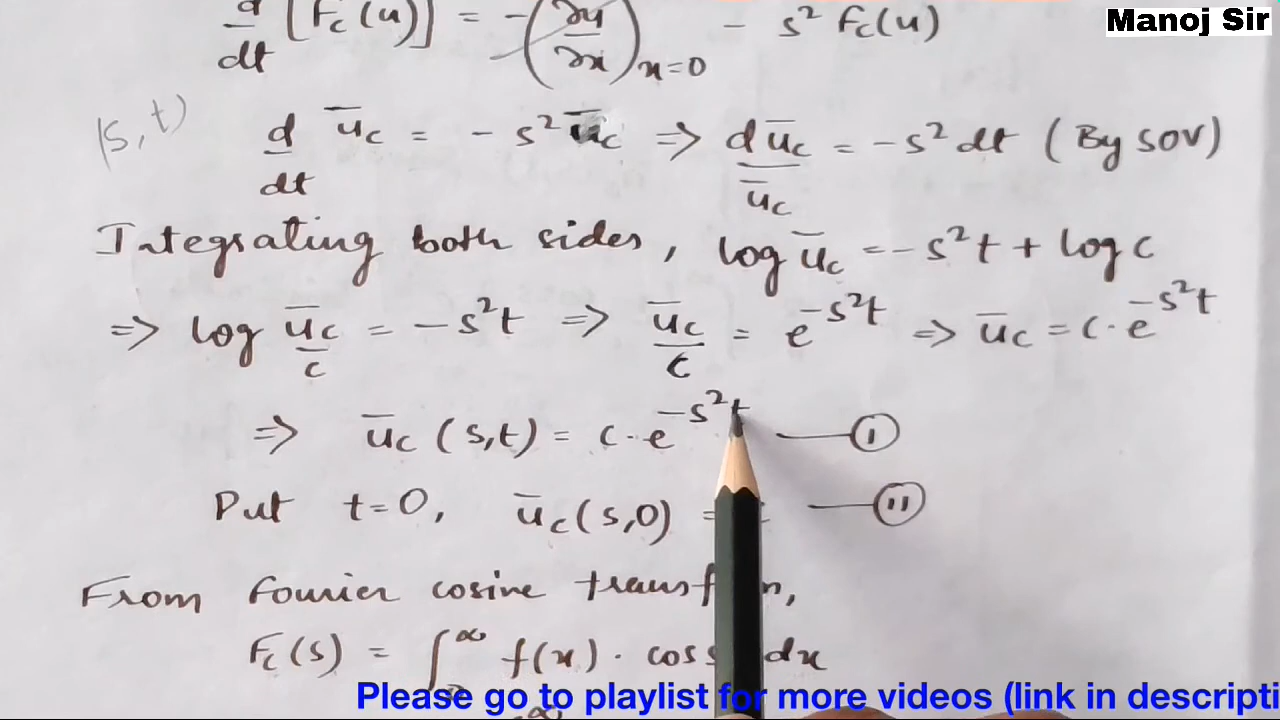 Manoj Sir
d/dt [Fc(u)] = -(∂u/∂x)x=0 - s² Fc(u)
(s,t)
d/dt ūc = -s² ūc => dūc/ūc = -s² dt (By SOV)
Integrating both sides, log ūc = -s²t + log c
=> log ūc/c = -s²t => ūc/c = e^-s²t => ūc = c·e^-s²t
=> ūc (s,t) = c·e^-s²t — (I)
Put t=0, ūc(s,0) = — (II)
From Fourier cosine
Fc(s) = ∫ ∞ f(x)· cos dx
∞
Please go to playlist for more videos (link in descripti